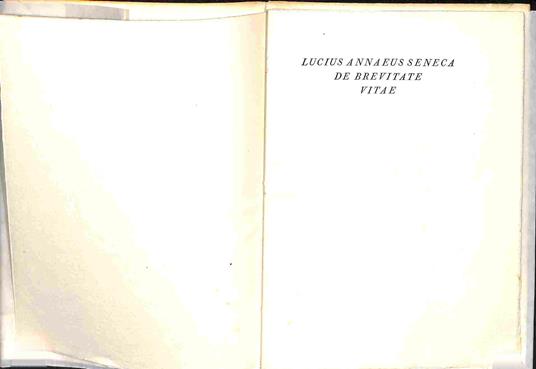 LUCIUS ANNAEUS SENECA
DE BREVITATE
VITAE